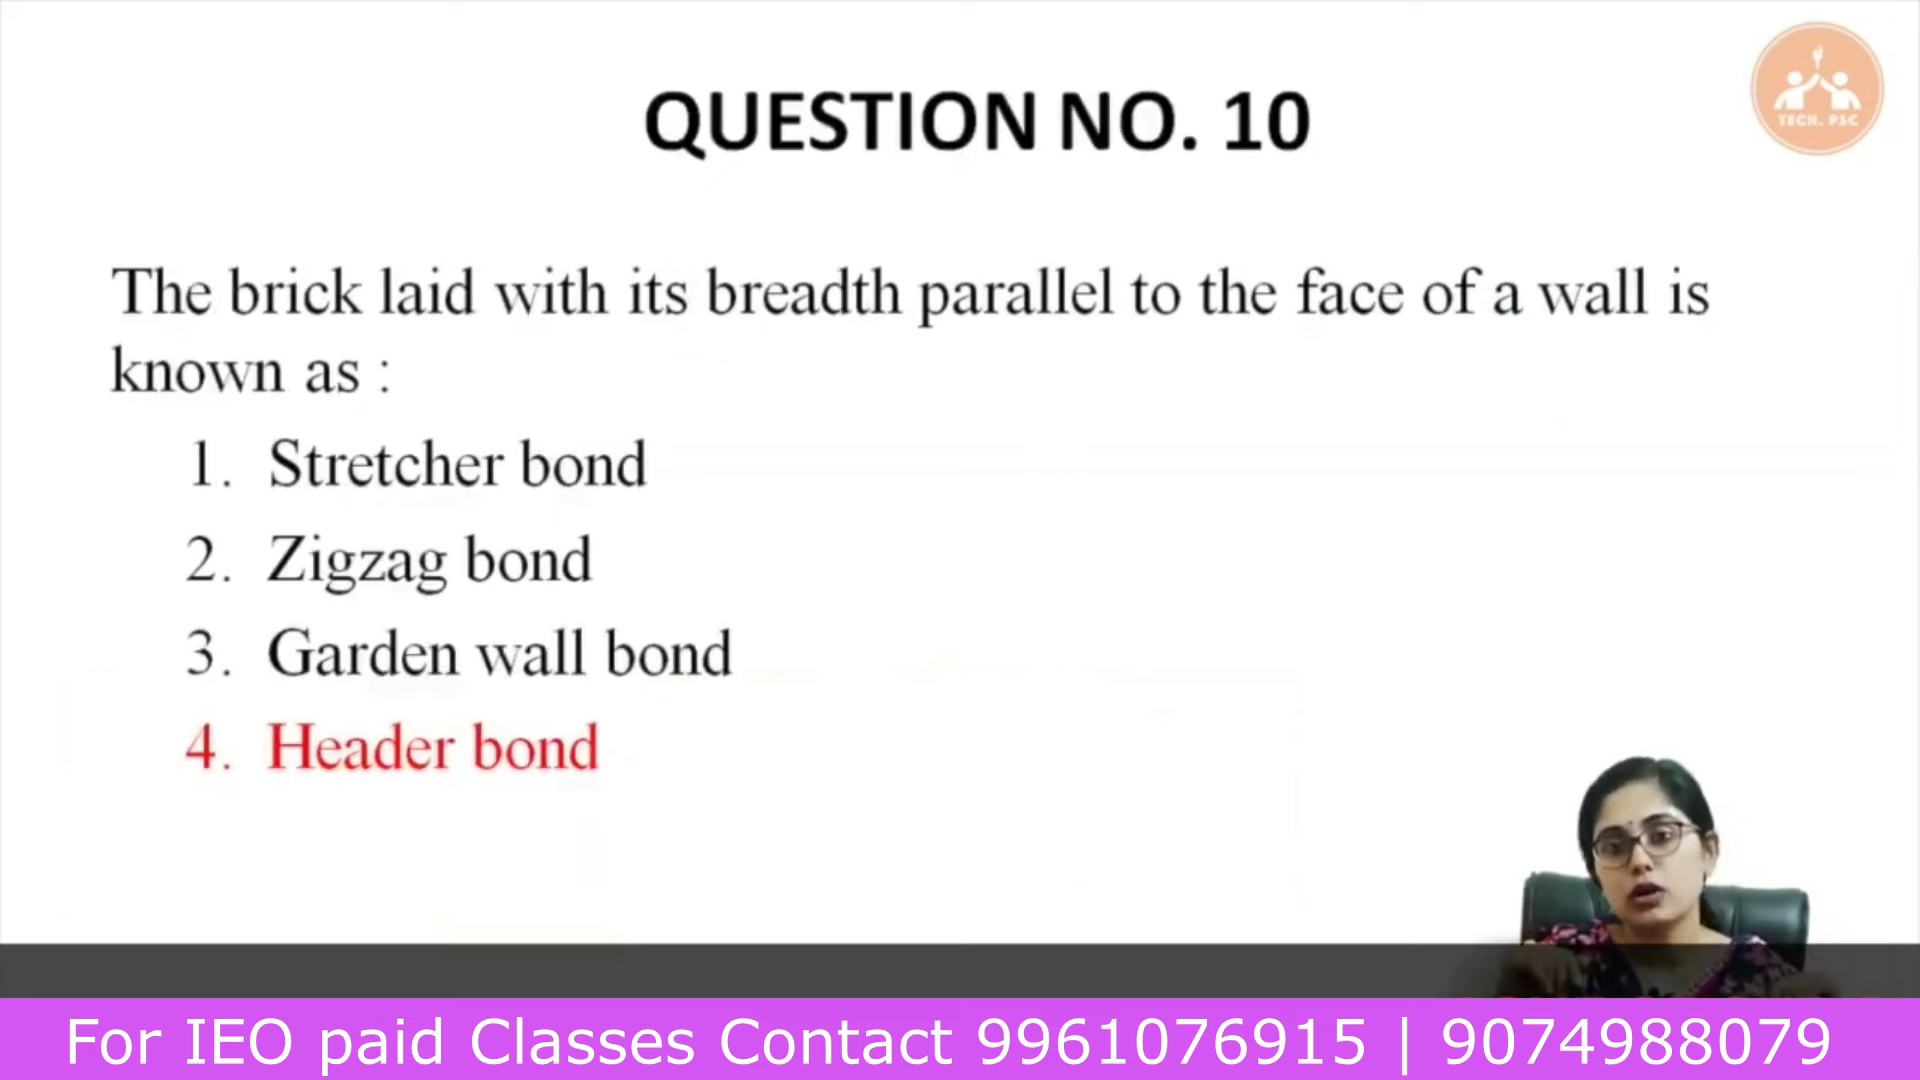 TECH. PSC
QUESTION NO. 10
The brick laid with its breadth parallel to the face of a wall is
known as :
1. Stretcher bond
2. Zigzag bond
3. Garden wall bond
4. Header bond
For IEO paid Classes Contact 9961076915 | 9074988079